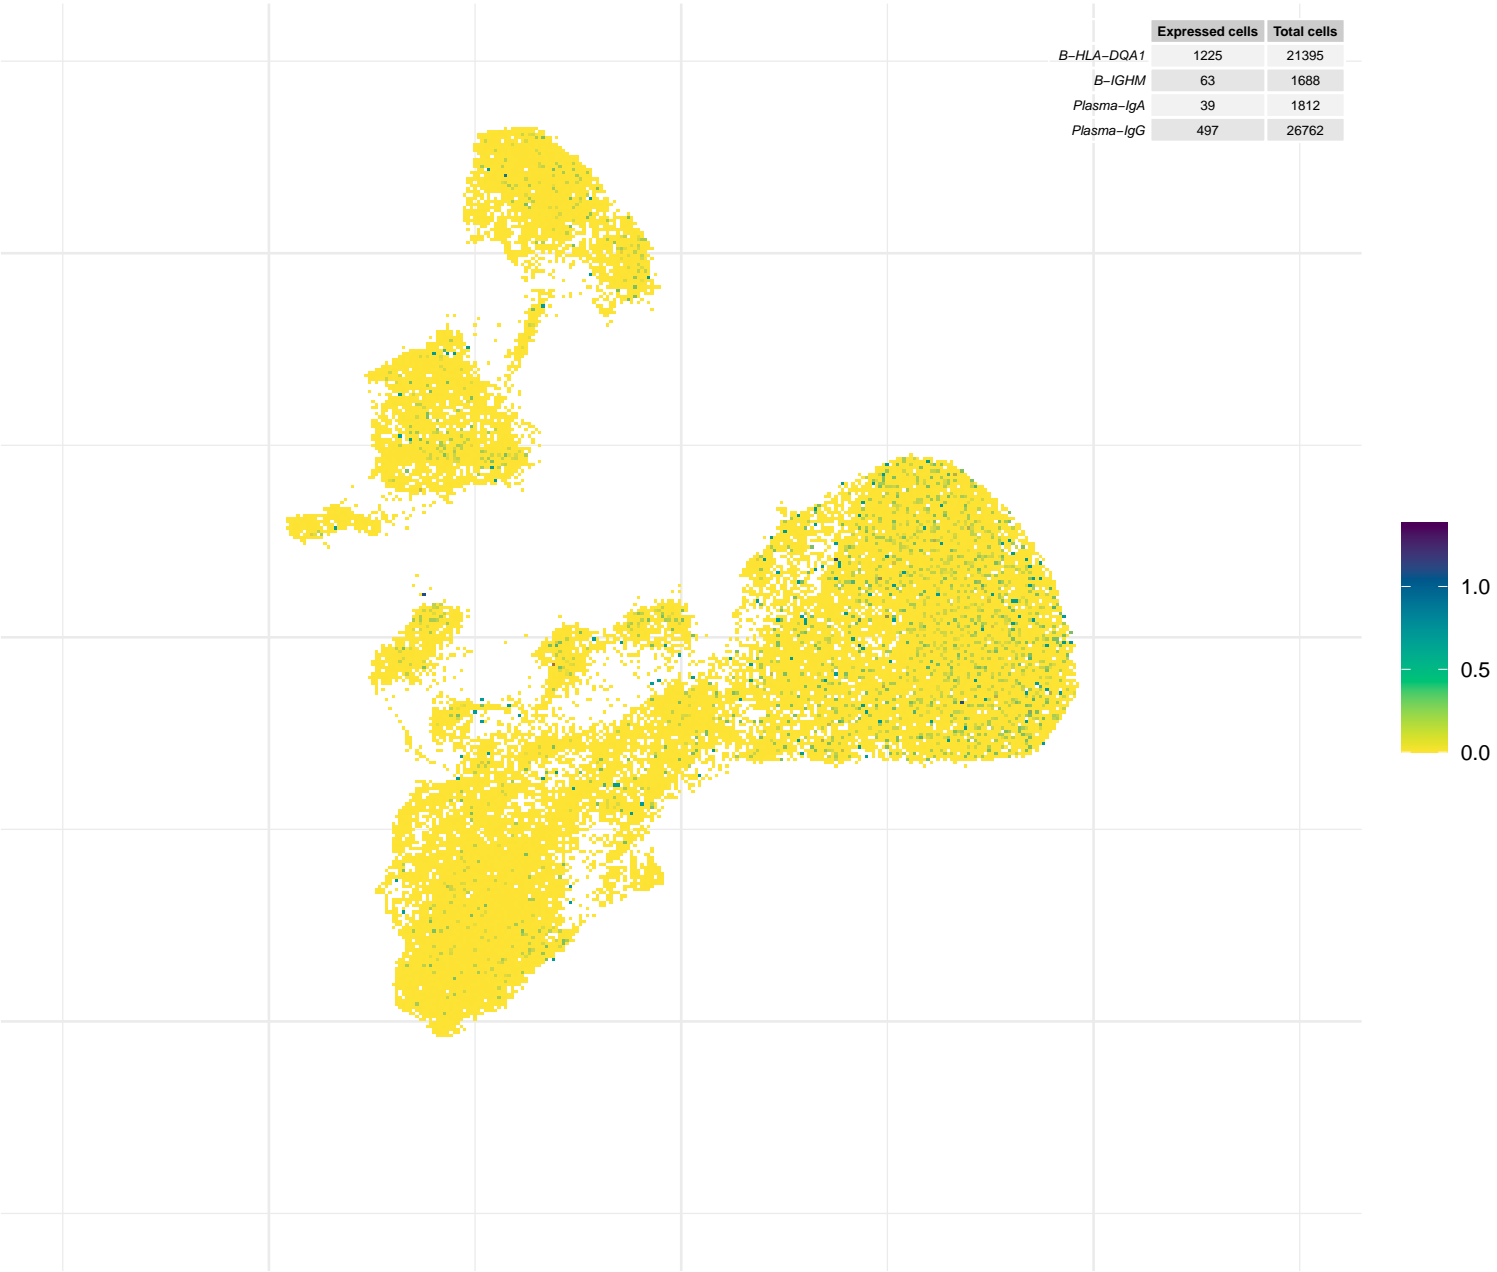 Expressed cells Total cells
B−HLA−DQA1 1225 21395
B−IGHM 63 1688
Plasma−IgA 39 1812
Plasma−IgG 497 26762
1.0
0.5
0.0